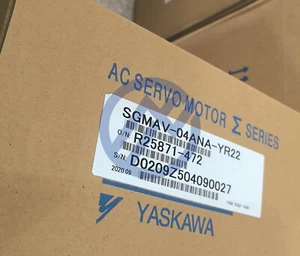 AC SERVO MOTOR Σ SERIES
SGMAV-04ANA-YR22
O/N R25871-472
S/N D0209Z504090027
2020.09
YASKAWA